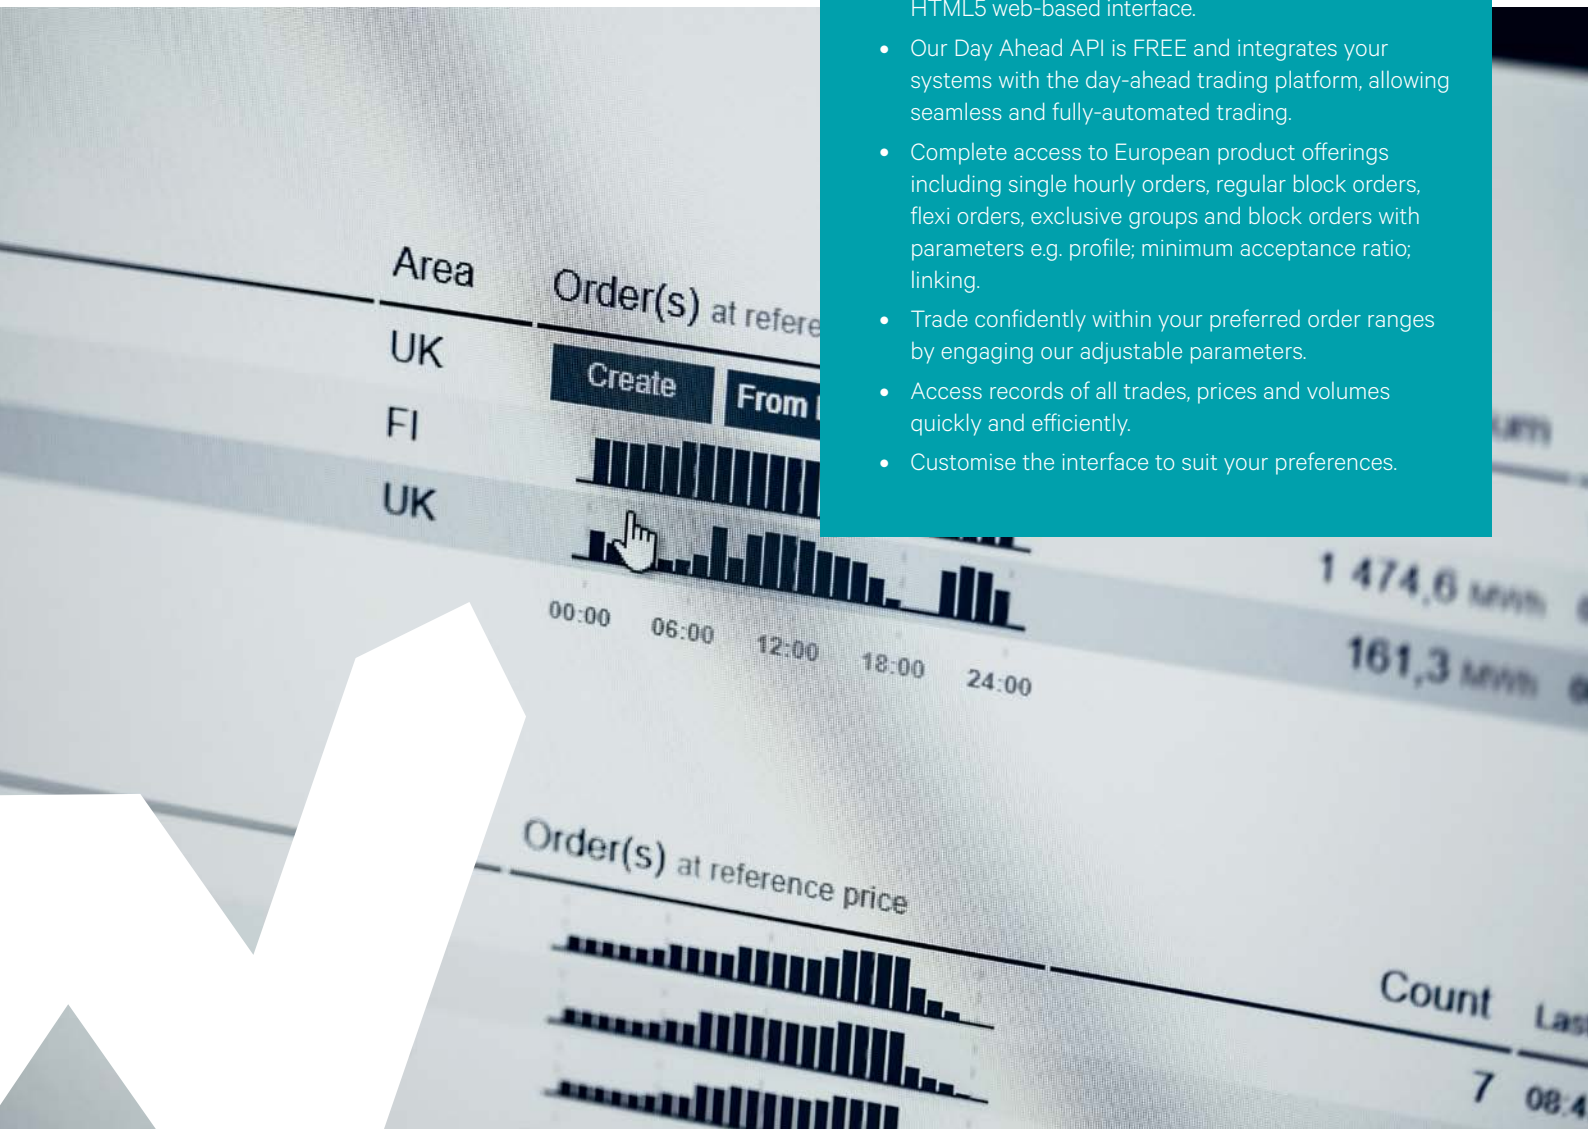 HTML5 web-based interface.
• Our Day Ahead API is FREE and integrates your
systems with the day-ahead trading platform, allowing
seamless and fully-automated trading.
• Complete access to European product offerings
including single hourly orders, regular block orders,
flexi orders, exclusive groups and block orders with
parameters e.g. profile; minimum acceptance ratio;
linking.
• Trade confidently within your preferred order ranges
by engaging our adjustable parameters.
• Access records of all trades, prices and volumes
quickly and efficiently.
• Customise the interface to suit your preferences.
Area
Order(s) at refere
UK
Create From
FI
UK
1 474,6 MWh
161,3 MWh
00:00 06:00 12:00 18:00 24:00
Order(s) at reference price
Count Las
7 08:4